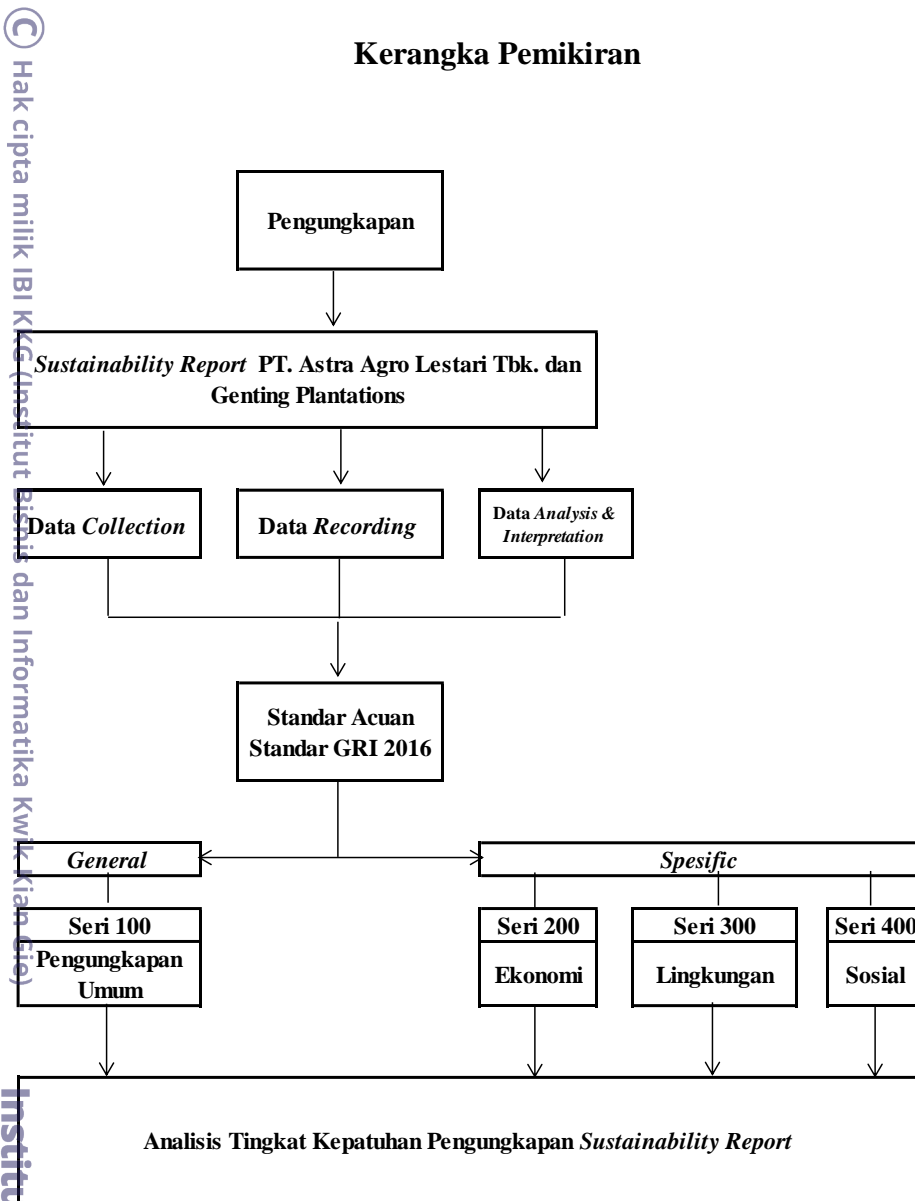 Kerangka Pemikiran
Pengungkapan
Sustainability Report PT. Astra Agro Lestari Tbk. dan
Genting Plantations
Data Collection
Data Recording
Data Analysis &
Interpretation
Standar Acuan
Standar GRI 2016
General
Spesific
Seri 100
Pengungkapan
Umum
Seri 200
Ekonomi
Seri 300
Lingkungan
Seri 400
Sosial
Analisis Tingkat Kepatuhan Pengungkapan Sustainability Report
© Hak cipta milik IBI KKG (Institut Bisnis dan Informatika Kwik Kian Gie)